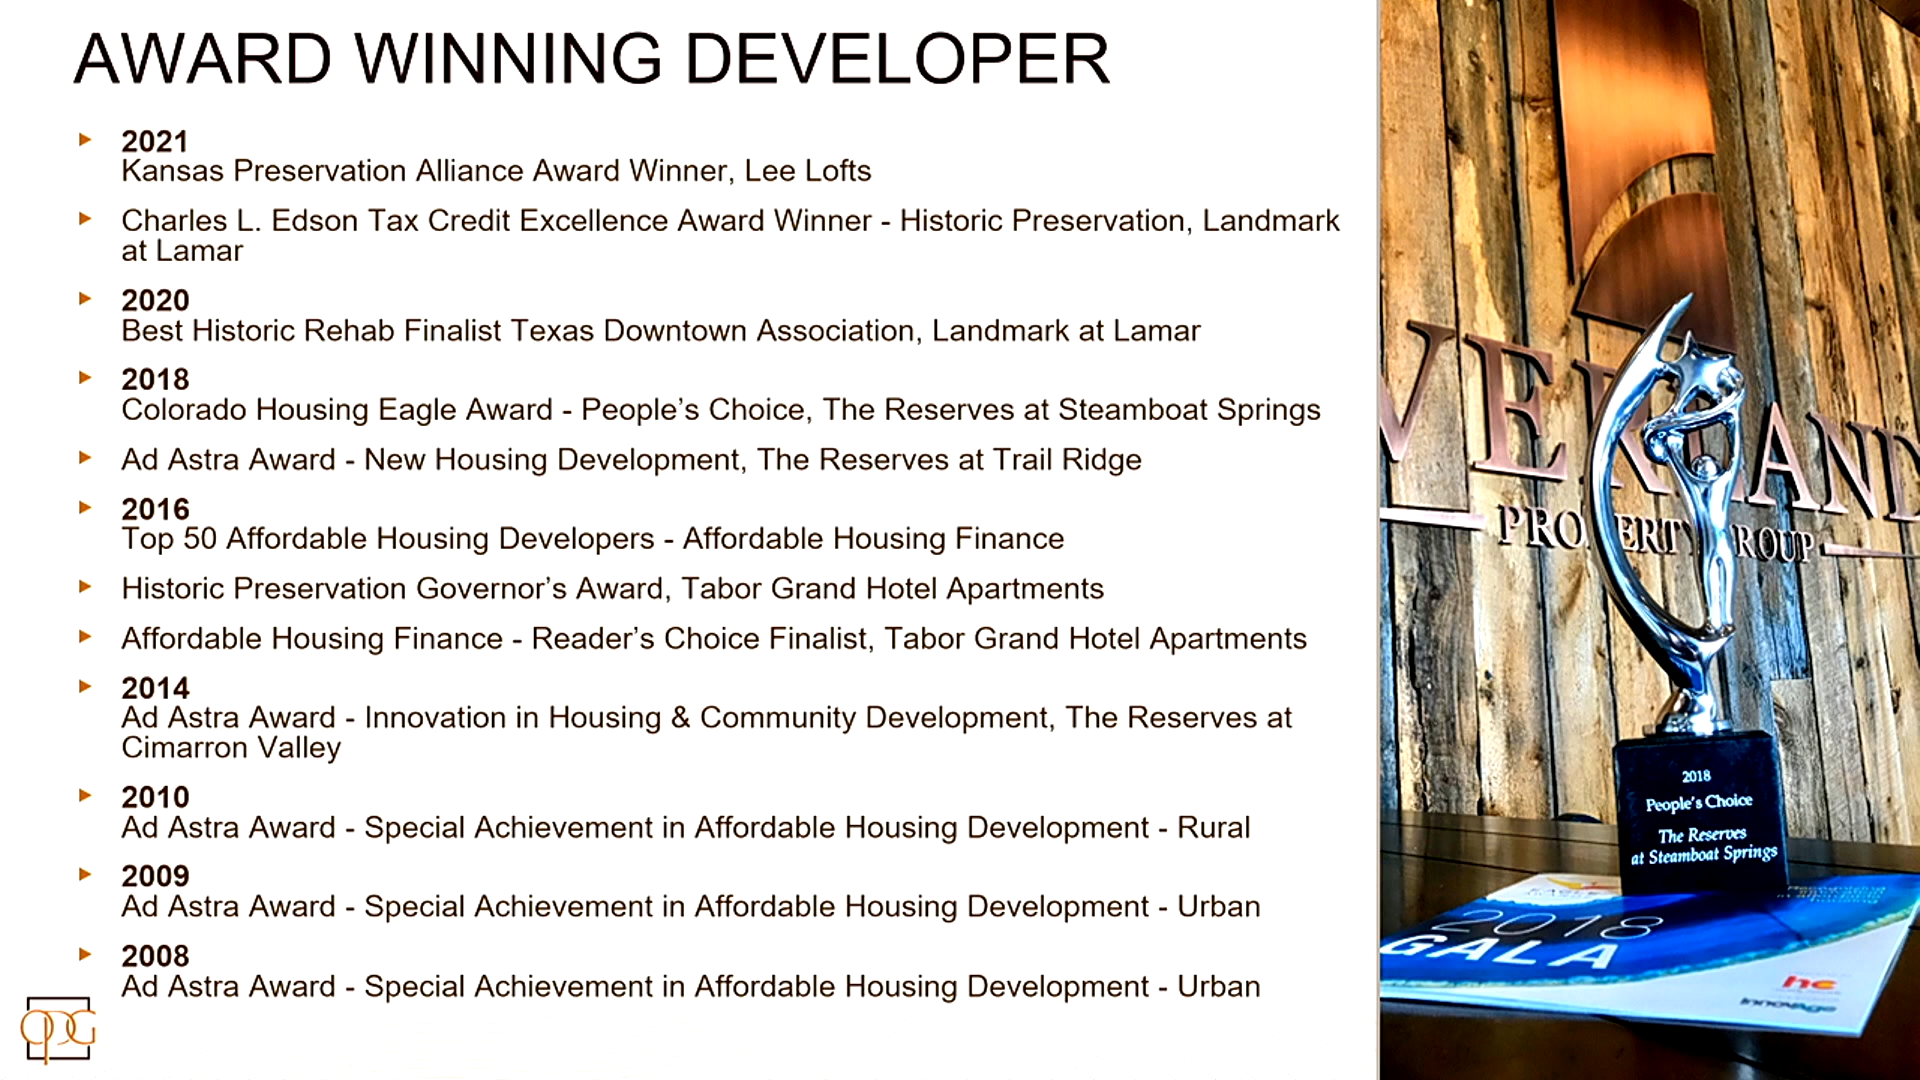 AWARD WINNING DEVELOPER
2021
Kansas Preservation Alliance Award Winner, Lee Lofts
Charles L. Edson Tax Credit Excellence Award Winner - Historic Preservation, Landmark
at Lamar
2020
Best Historic Rehab Finalist Texas Downtown Association, Landmark at Lamar
2018
Colorado Housing Eagle Award - People’s Choice, The Reserves at Steamboat Springs
Ad Astra Award - New Housing Development, The Reserves at Trail Ridge
2016
Top 50 Affordable Housing Developers - Affordable Housing Finance
Historic Preservation Governor’s Award, Tabor Grand Hotel Apartments
Affordable Housing Finance - Reader’s Choice Finalist, Tabor Grand Hotel Apartments
2014
Ad Astra Award - Innovation in Housing & Community Development, The Reserves at
Cimarron Valley
2010
Ad Astra Award - Special Achievement in Affordable Housing Development - Rural
2009
Ad Astra Award - Special Achievement in Affordable Housing Development - Urban
2008
Ad Astra Award - Special Achievement in Affordable Housing Development - Urban
OPG
VERLAND
PROPERTY GROUP
2018
People's Choice
The Reserves
at Steamboat Springs
2018
GALA
hc
InnovAge